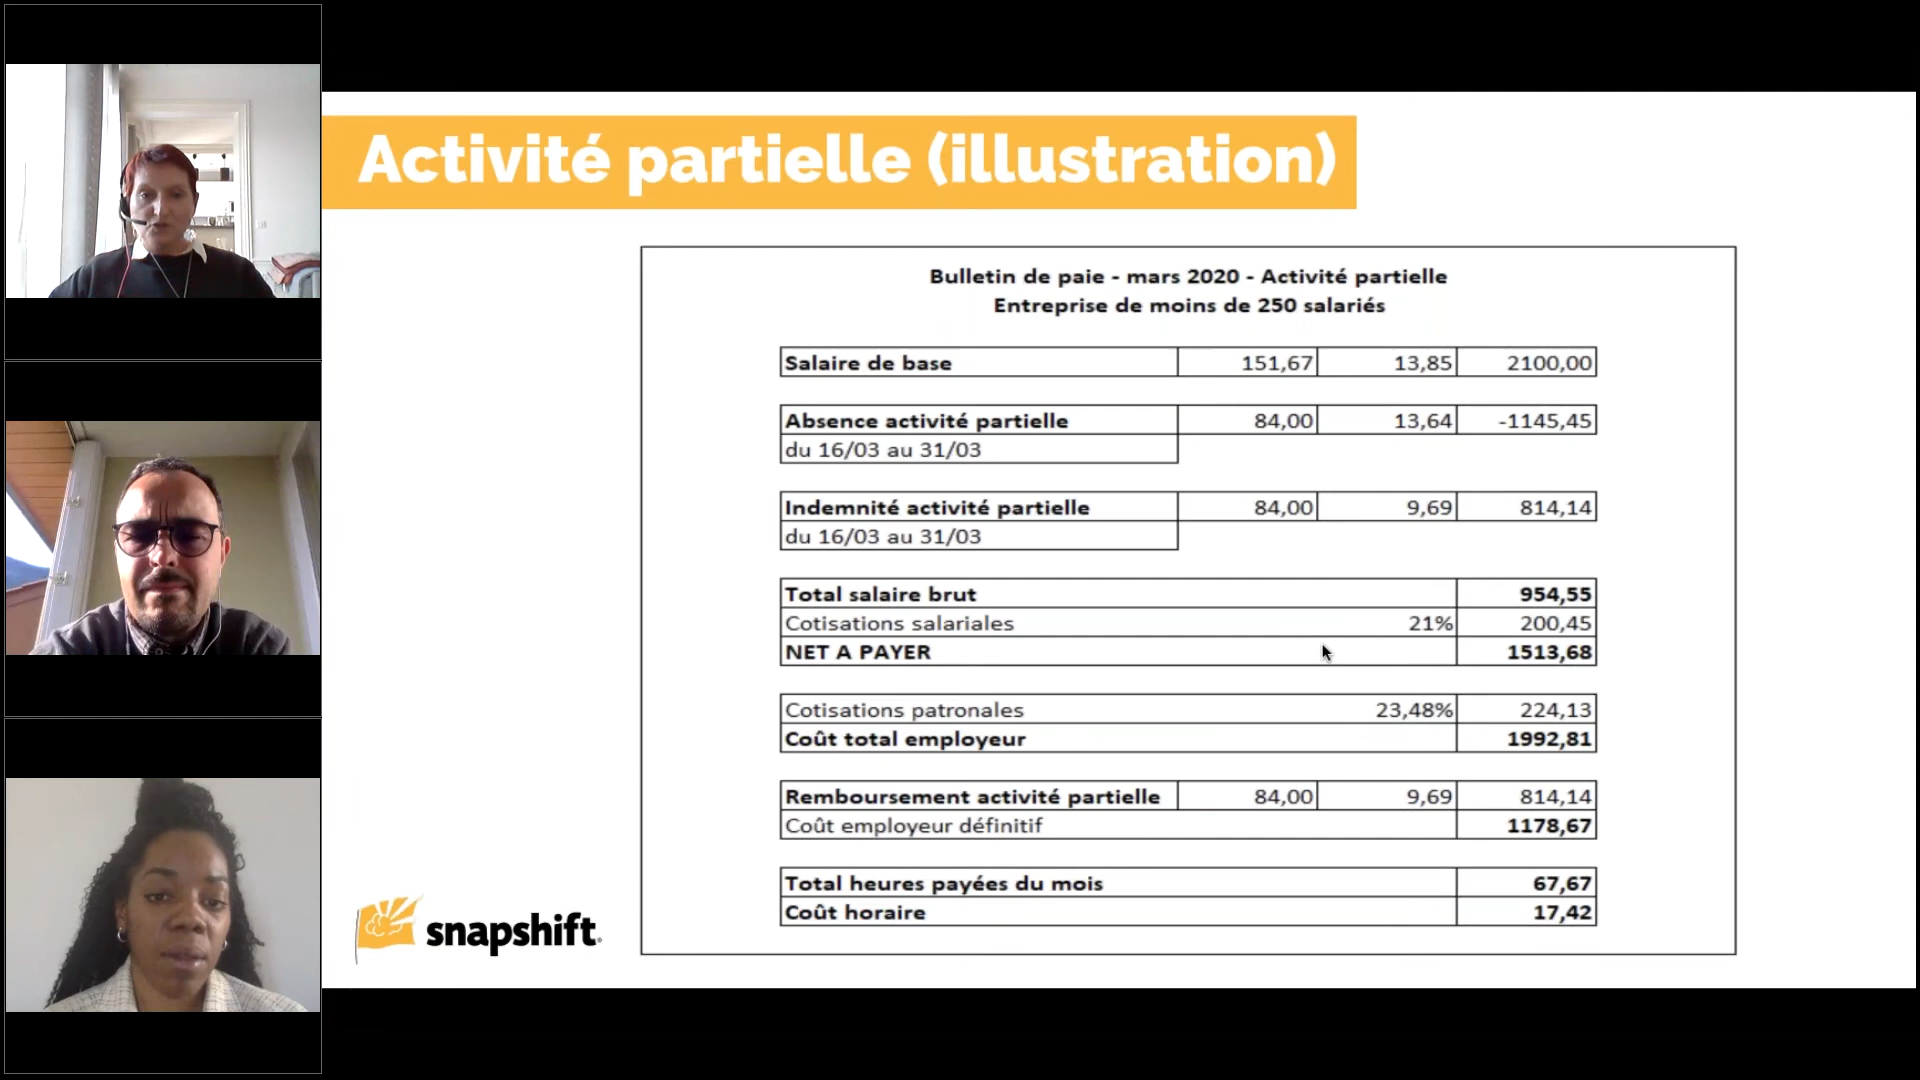 Activité partielle (illustration)
Bulletin de paie - mars 2020 - Activité partielle
Entreprise de moins de 250 salariés
Salaire de base 151,67 13,85 2100,00
Absence activité partielle 84,00 13,64 -1145,45
du 16/03 au 31/03
Indemnité activité partielle 84,00 9,69 814,14
du 16/03 au 31/03
Total salaire brut 954,55
Cotisations salariales 21% 200,45
NET A PAYER 1513,68
Cotisations patronales 23,48% 224,13
Coût total employeur 1992,81
Remboursement activité partielle 84,00 9,69 814,14
Coût employeur définitif 1178,67
Total heures payées du mois 67,67
Coût horaire 17,42
snapshift